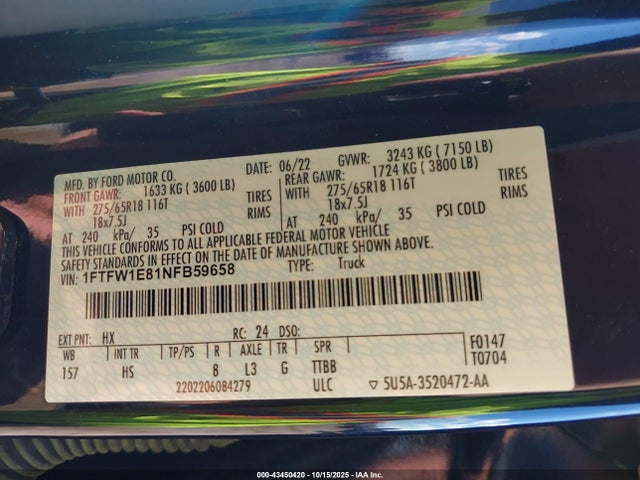 MFD. BY FORD MOTOR CO. DATE: 06/22 GVWR: 3243 KG ( 7150 LB)
FRONT GAWR: 1633 KG ( 3600 LB) REAR GAWR: 1724 KG ( 3800 LB)
WITH 275/65R18 116T TIRES WITH 275/65R18 116T TIRES
18x7.5J RIMS 18x7.5J RIMS
AT 240 kPa/ 35 PSI COLD AT 240 kPa/ 35 PSI COLD
THIS VEHICLE CONFORMS TO ALL APPLICABLE FEDERAL MOTOR VEHICLE
SAFETY STANDARDS IN EFFECT ON THE DATE OF MANUFACTURE SHOWN ABOVE.
VIN: 1FTFW1E81NFB59658 TYPE: Truck
EXT PNT: HX RC: 24 DSO: F0147
WB INT TR TP/PS R AXLE TR SPR T0704
157 HS 8 L3 G TTBB
2202206084279 ULC ▽ 5U5A-3520472-AA
000-43450420 - 10/15/2025 - IAA Inc.